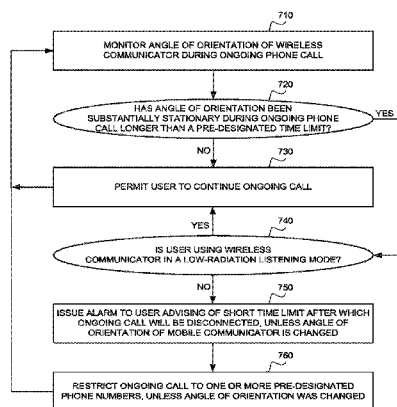 710
MONITOR ANGLE OF ORIENTATION OF WIRELESS
COMMUNICATOR DURING ONGOING PHONE CALL
720
HAS ANGLE OF ORIENTATION BEEN
SUBSTANTIALLY STATIONARY DURING ONGOING PHONE
CALL LONGER THAN A PRE-DESIGNATED TIME LIMIT?
YES
NO
730
PERMIT USER TO CONTINUE ONGOING CALL
YES
740
IS USER USING WIRELESS
COMMUNICATOR IN A LOW-RADIATION LISTENING MODE?
NO
750
ISSUE ALARM TO USER ADVISING OF SHORT TIME LIMIT AFTER WHICH
ONGOING CALL WILL BE DISCONNECTED, UNLESS ANGLE OF
ORIENTATION OF MOBILE COMMUNICATOR IS CHANGED
760
RESTRICT ONGOING CALL TO ONE OR MORE PRE-DESIGNATED
PHONE NUMBERS, UNLESS ANGLE OF ORIENTATION WAS CHANGED